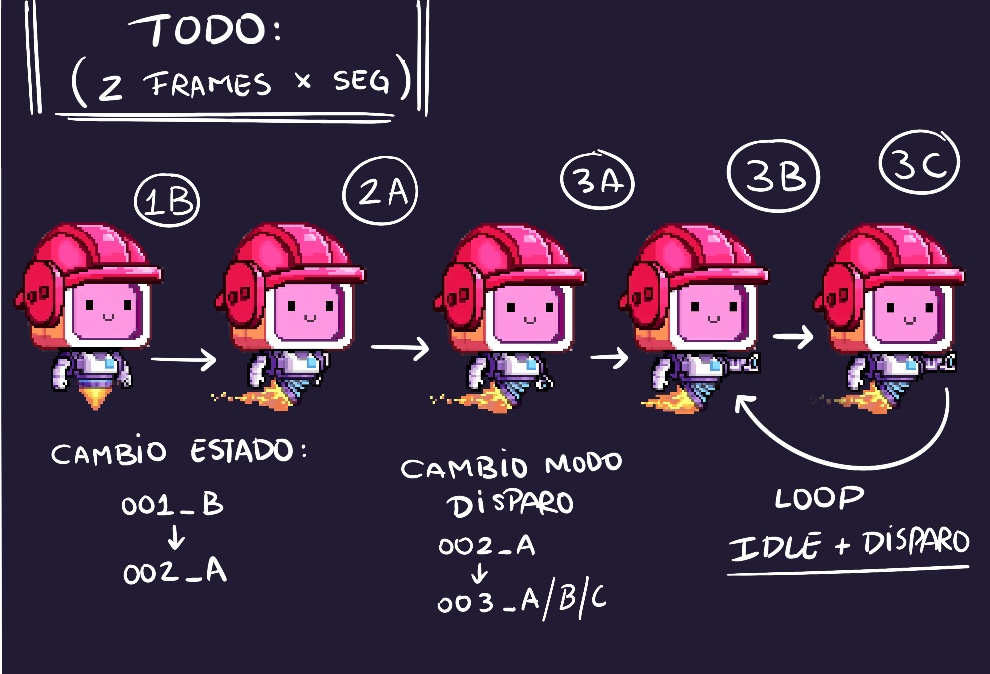 TODO:
(2 FRAMES x SEG)
1B
2A
3A
3B
3C
CAMBIO ESTADO:
001_B
↓
002_A
CAMBIO MODO
DISPARO
002_A
↓
003_A/B/C
LOOP
IDLE + DISPARO